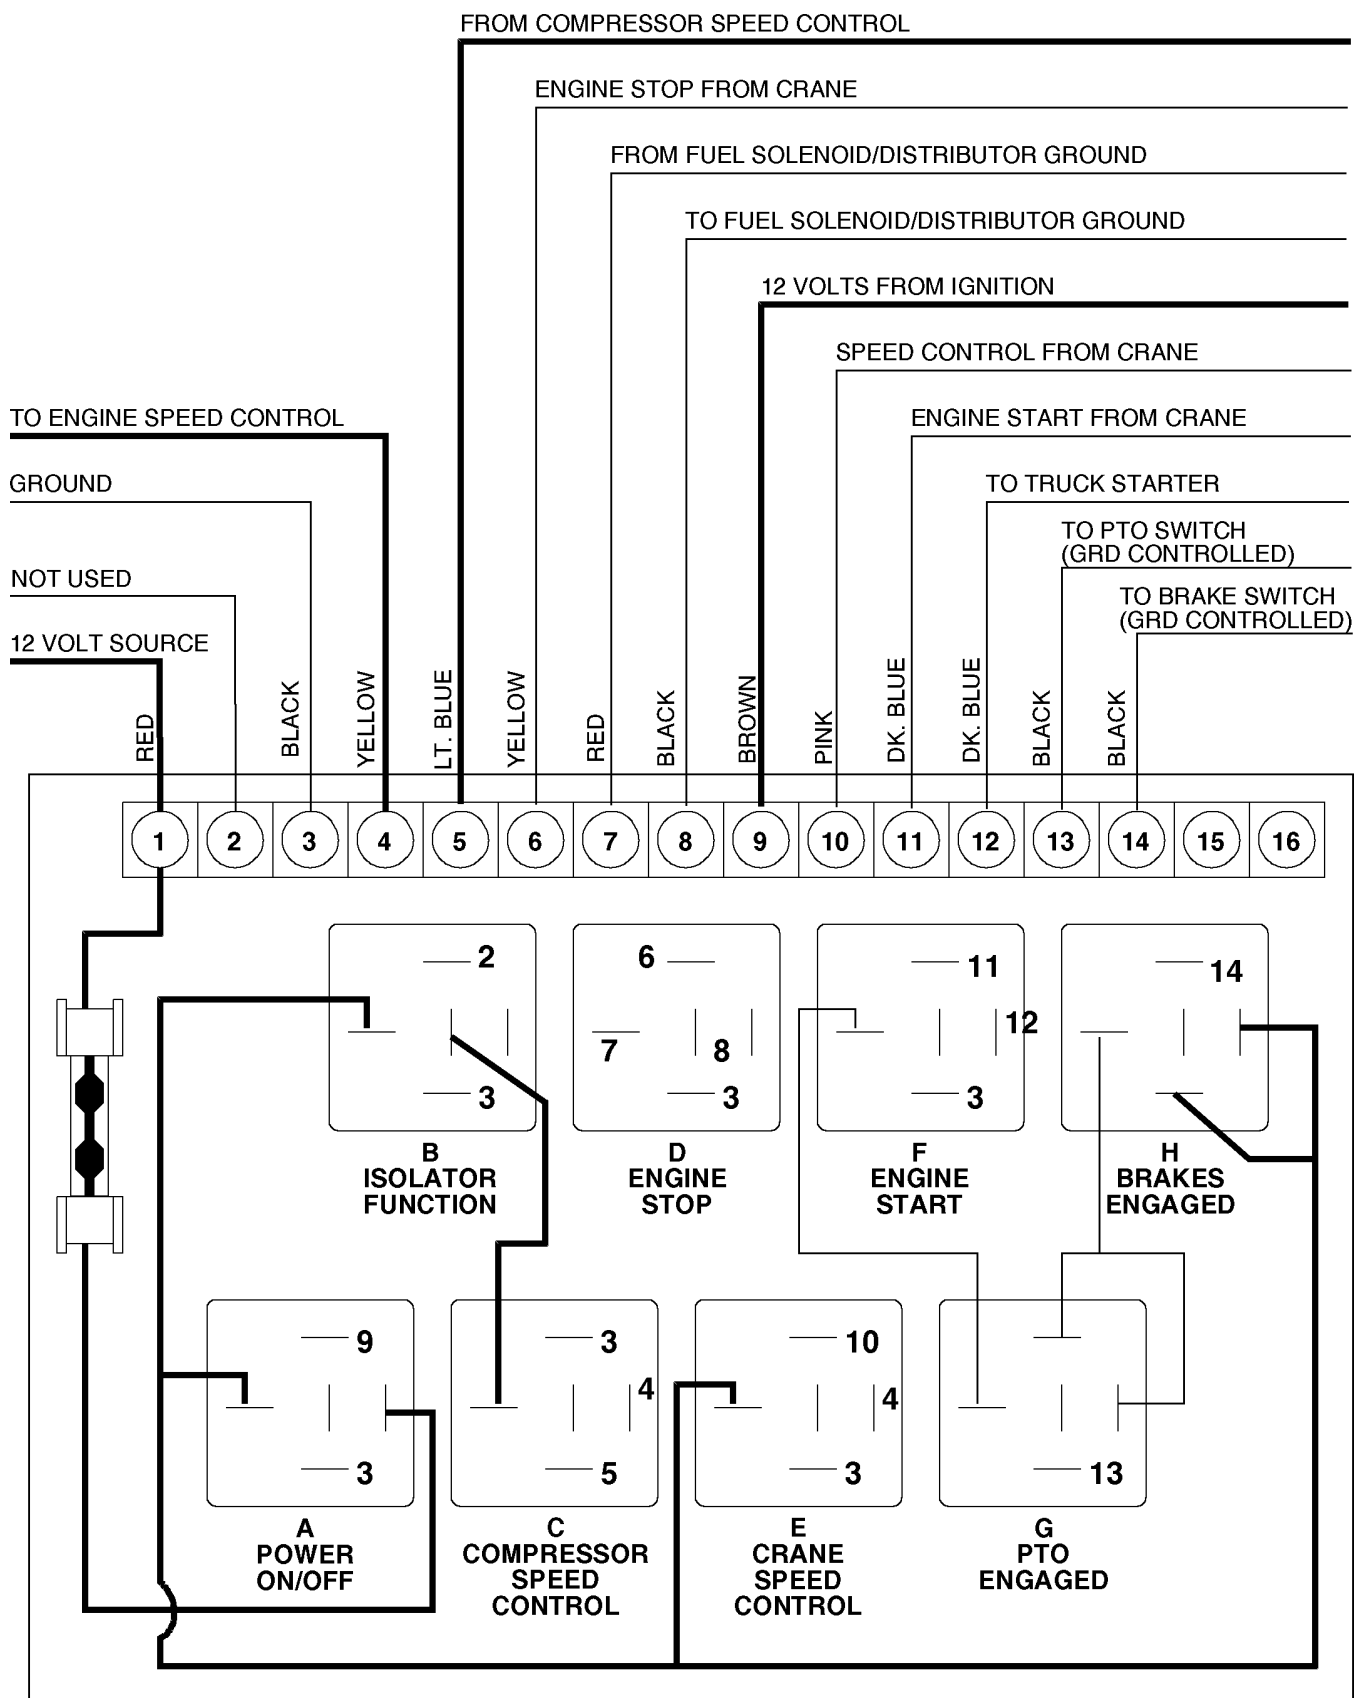 FROM COMPRESSOR SPEED CONTROL
ENGINE STOP FROM CRANE
FROM FUEL SOLENOID/DISTRIBUTOR GROUND
TO FUEL SOLENOID/DISTRIBUTOR GROUND
12 VOLTS FROM IGNITION
SPEED CONTROL FROM CRANE
TO ENGINE SPEED CONTROL
ENGINE START FROM CRANE
GROUND
TO TRUCK STARTER
TO PTO SWITCH
(GRD CONTROLLED)
NOT USED
TO BRAKE SWITCH
(GRD CONTROLLED)
12 VOLT SOURCE
RED
BLACK
YELLOW
LT. BLUE
YELLOW
RED
BLACK
BROWN
PINK
DK. BLUE
DK. BLUE
BLACK
BLACK
1 2 3 4 5 6 7 8 9 10 11 12 13 14 15 16
2
3
B
ISOLATOR
FUNCTION
6
7
8
3
D
ENGINE
STOP
11
12
3
F
ENGINE
START
14
H
BRAKES
ENGAGED
9
3
A
POWER
ON/OFF
3
4
5
C
COMPRESSOR
SPEED
CONTROL
10
4
3
E
CRANE
SPEED
CONTROL
13
G
PTO
ENGAGED